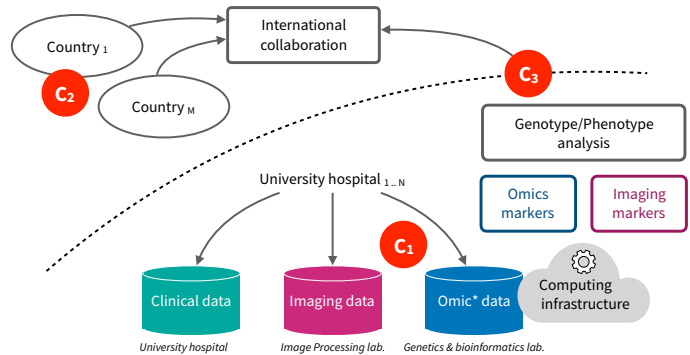 International
collaboration
Country 1
C2
Country M
C3
Genotype/Phenotype
analysis
University hospital 1 .. N
Omics
markers
Imaging
markers
C1
Clinical data
Imaging data
Omic* data
Computing
infrastructure
University hospital
Image Processing lab.
Genetics & bioinformatics lab.